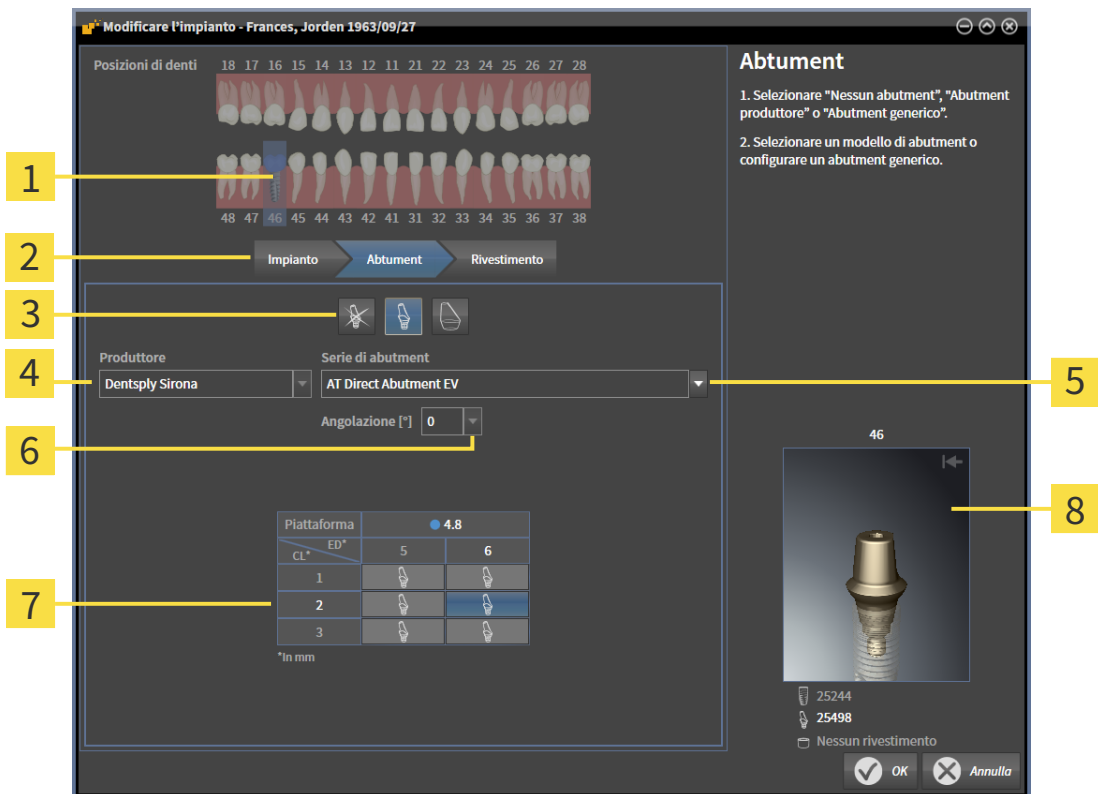 Modificare l'impianto - Frances, Jorden 1963/09/27
Posizioni di denti
18 17 16 15 14 13 12 11 21 22 23 24 25 26 27 28
48 47 46 45 44 43 42 41 31 32 33 34 35 36 37 38
Impianto Abtument Rivestimento
Produttore Serie di abutment
Dentsply Sirona AT Direct Abutment EV
Angolazione [°] 0
Piattaforma 4.8
CL* ED* 5 6
1
2
3
*In mm
Abtument
1. Selezionare "Nessun abutment", "Abutment
produttore" o "Abutment generico".
2. Selezionare un modello di abutment o
configurare un abutment generico.
46
25244
25498
Nessun rivestimento
OK Annulla
1
2
3
4
5
6
7
8